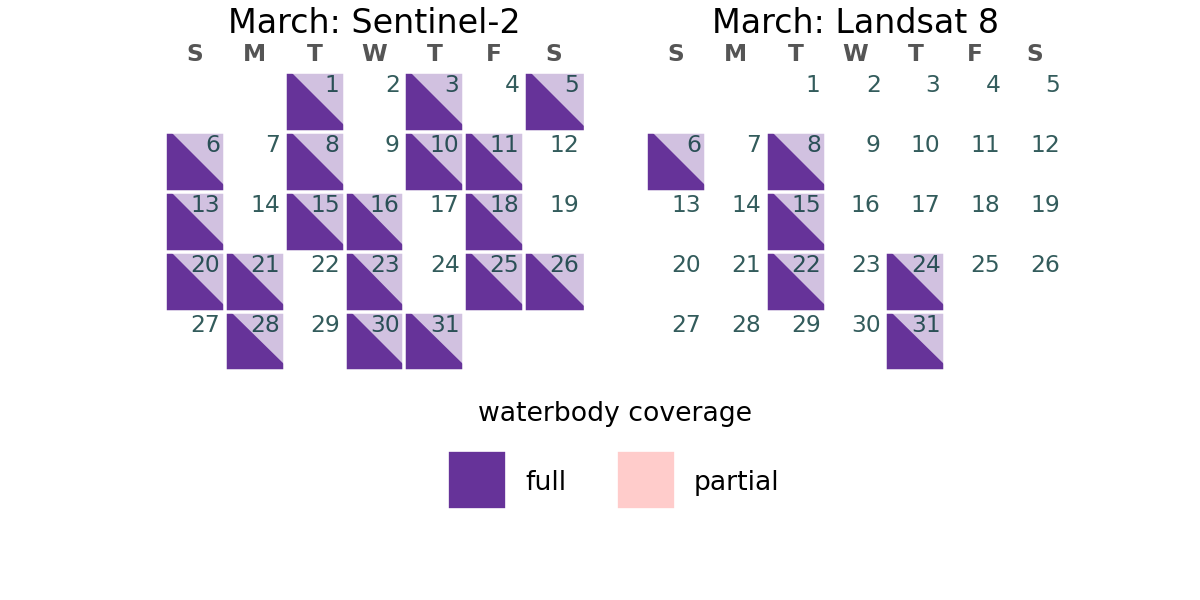 March: Sentinel-2
S M T W T F S
1 2 3 4 5
6 7 8 9 10 11 12
13 14 15 16 17 18 19
20 21 22 23 24 25 26
27 28 29 30 31
March: Landsat 8
S M T W T F S
1 2 3 4 5
6 7 8 9 10 11 12
13 14 15 16 17 18 19
20 21 22 23 24 25 26
27 28 29 30 31
waterbody coverage
full
partial